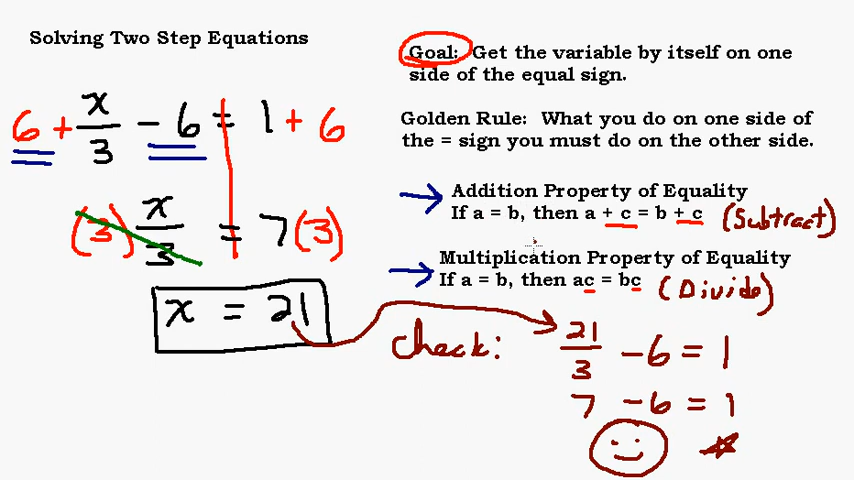 Solving Two Step Equations
6 + x/3 - 6 = 1 + 6
(3) x/3 = 7 (3)
x = 21
Goal: Get the variable by itself on one
side of the equal sign.
Golden Rule: What you do on one side of
the = sign you must do on the other side.
Addition Property of Equality
If a = b, then a + c = b + c (Subtract)
Multiplication Property of Equality
If a = b, then ac = bc (Divide)
Check: 21/3 - 6 = 1
7 - 6 = 1